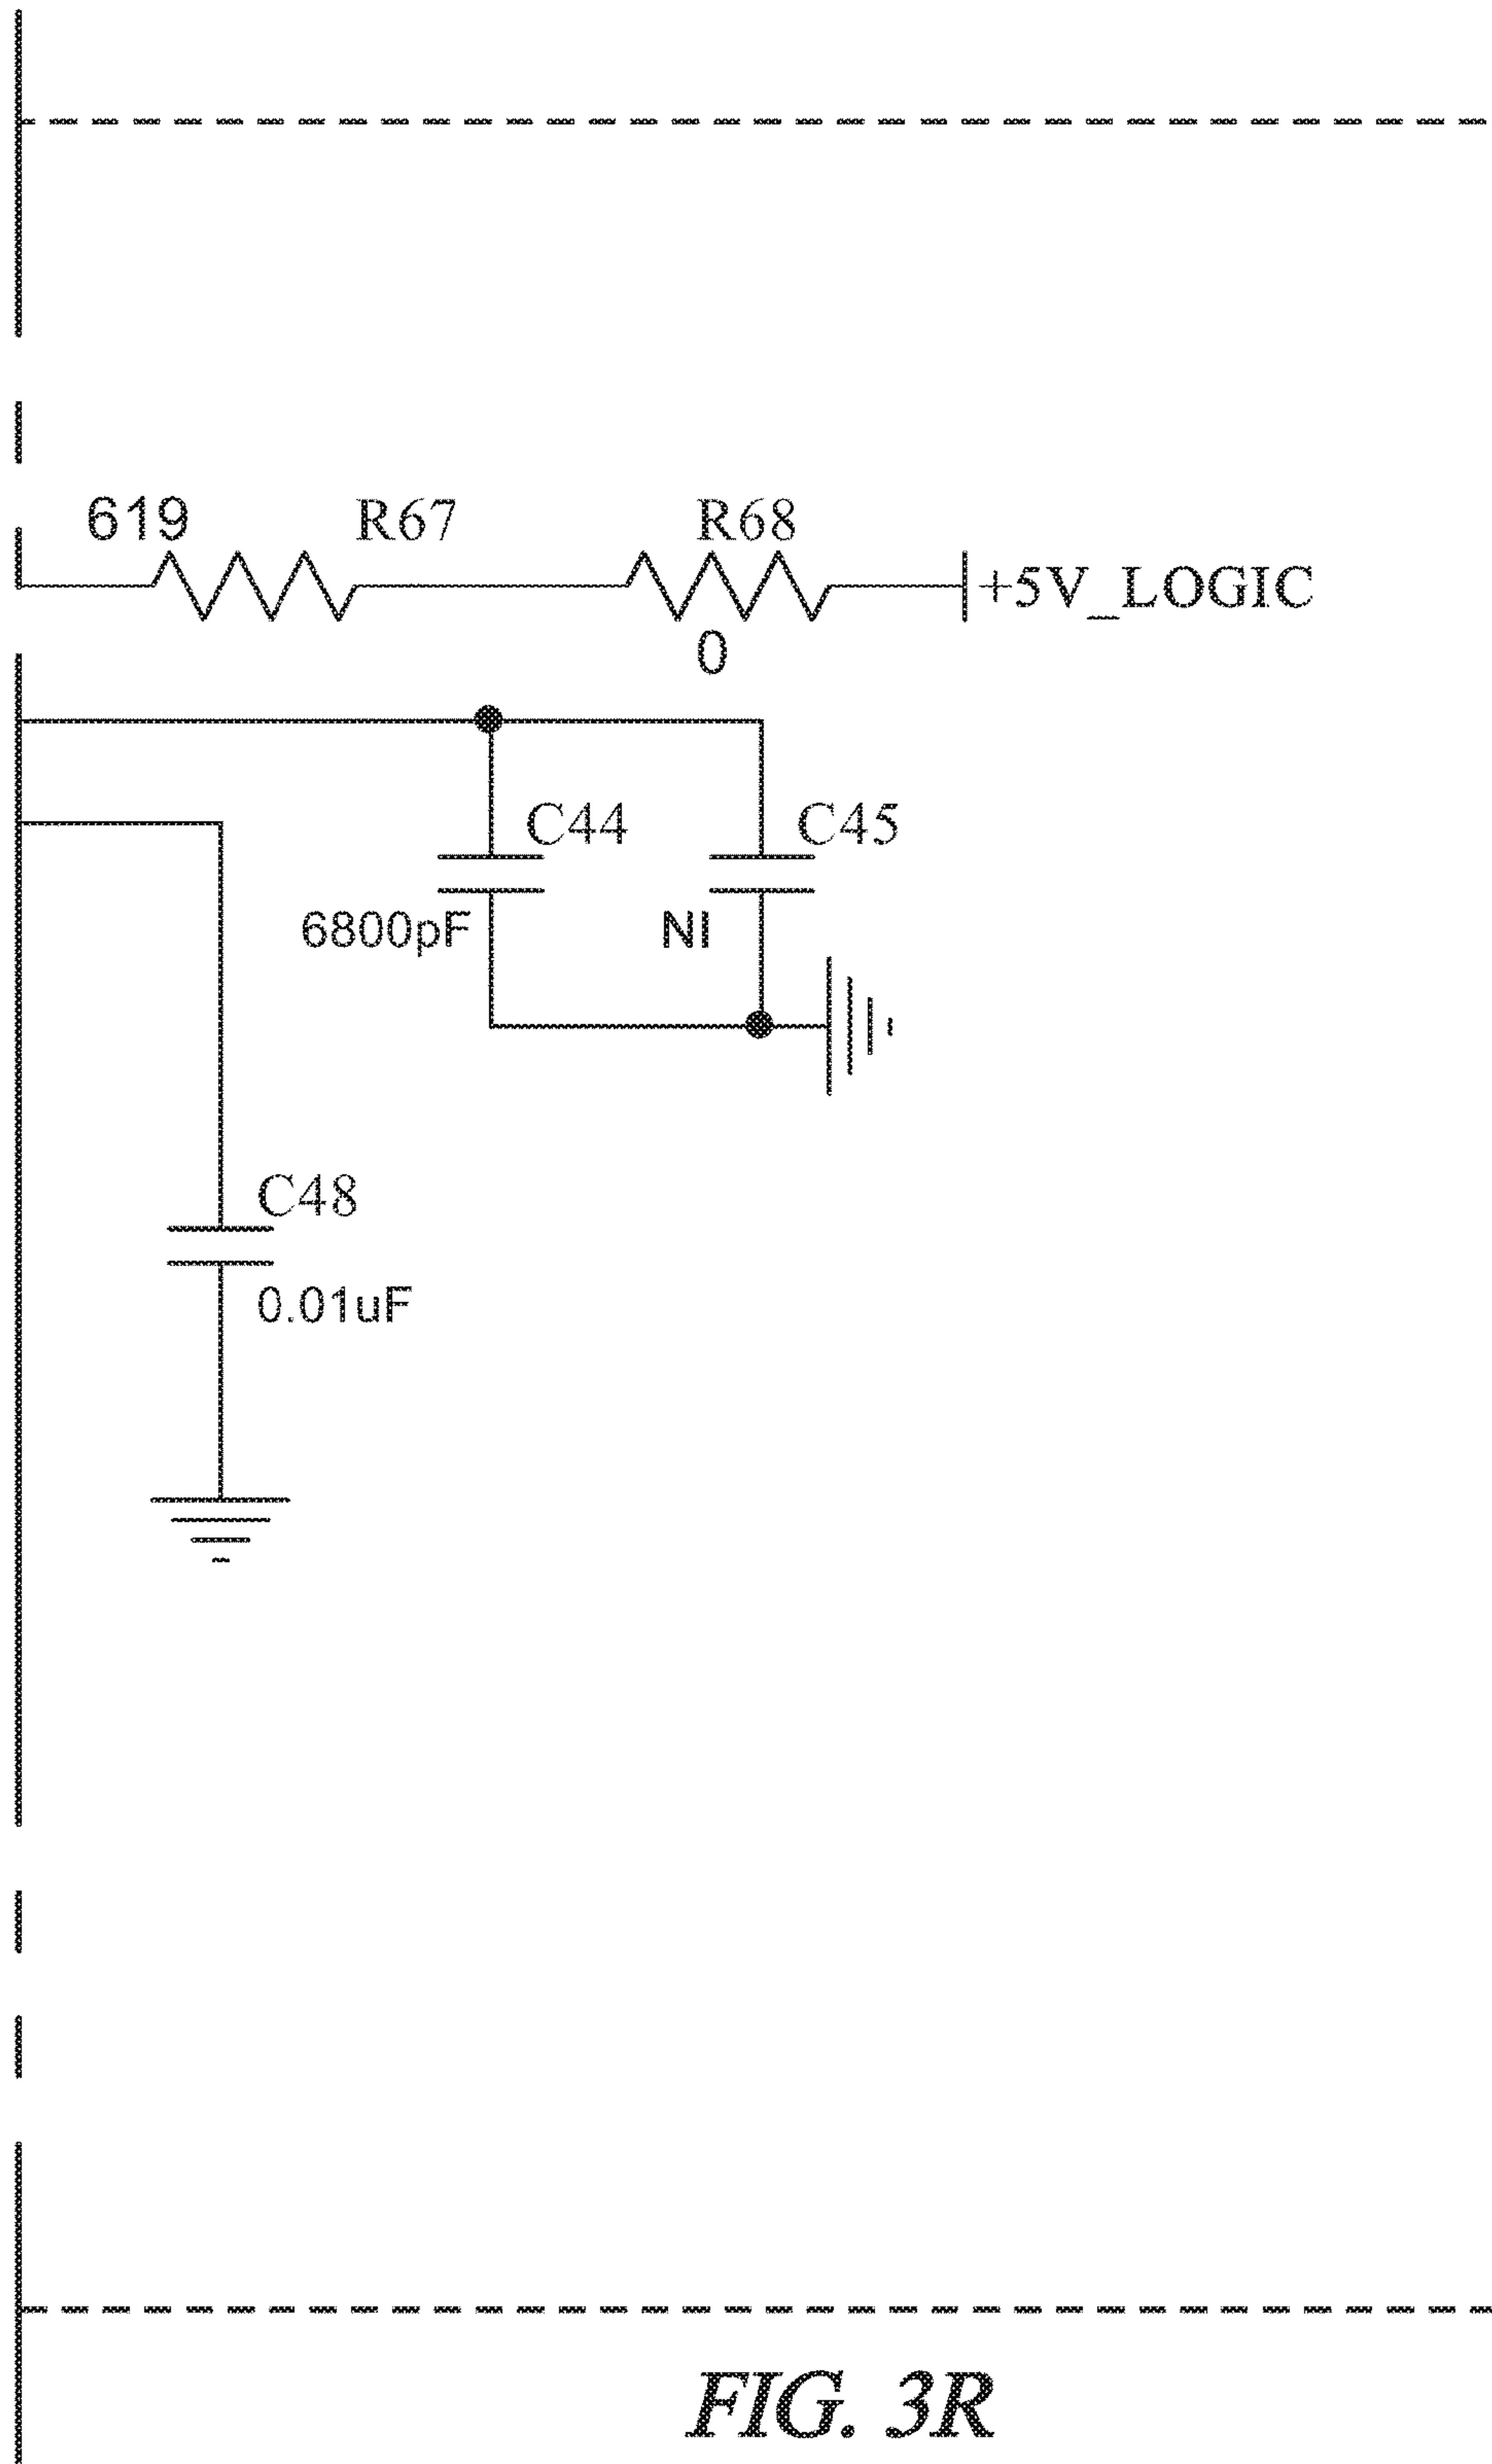 619 R67 R68
+5V_LOGIC
0
C44 C45
6800pF NI
C48
0.01uF
FIG. 3R